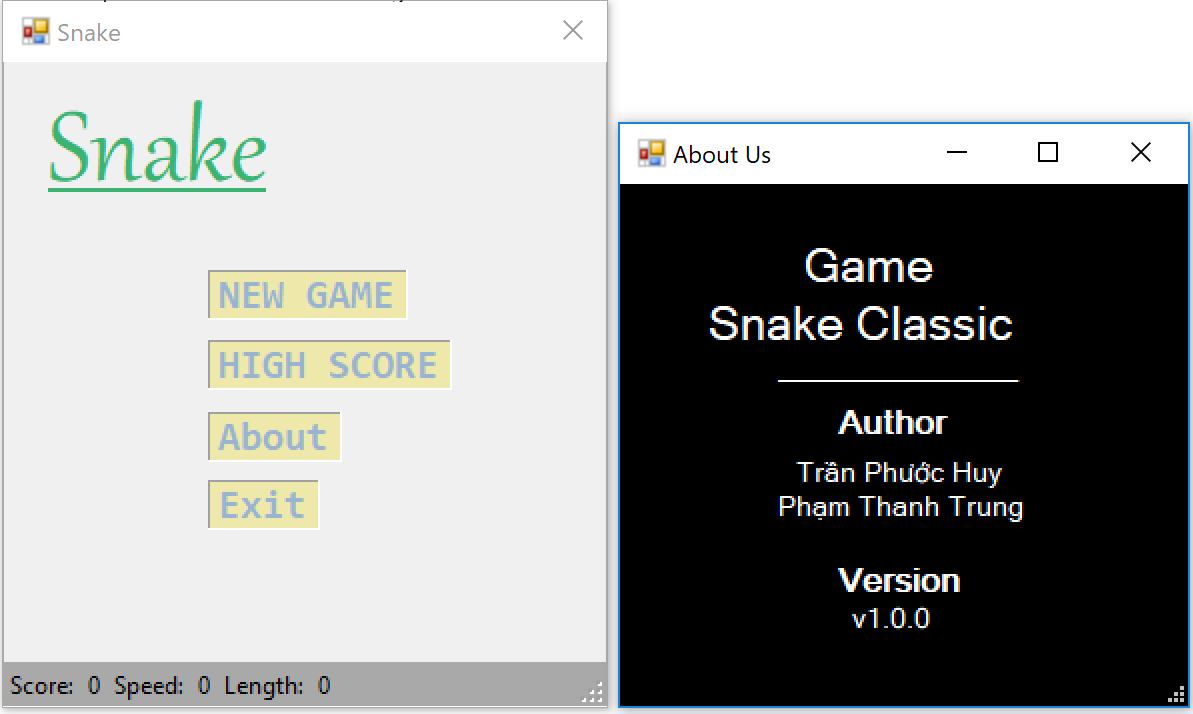 Snake
Snake
NEW GAME
HIGH SCORE
About
Exit
Score: 0 Speed: 0 Length: 0
About Us
Game
Snake Classic
Author
Trần Phước Huy
Phạm Thanh Trung
Version
v1.0.0